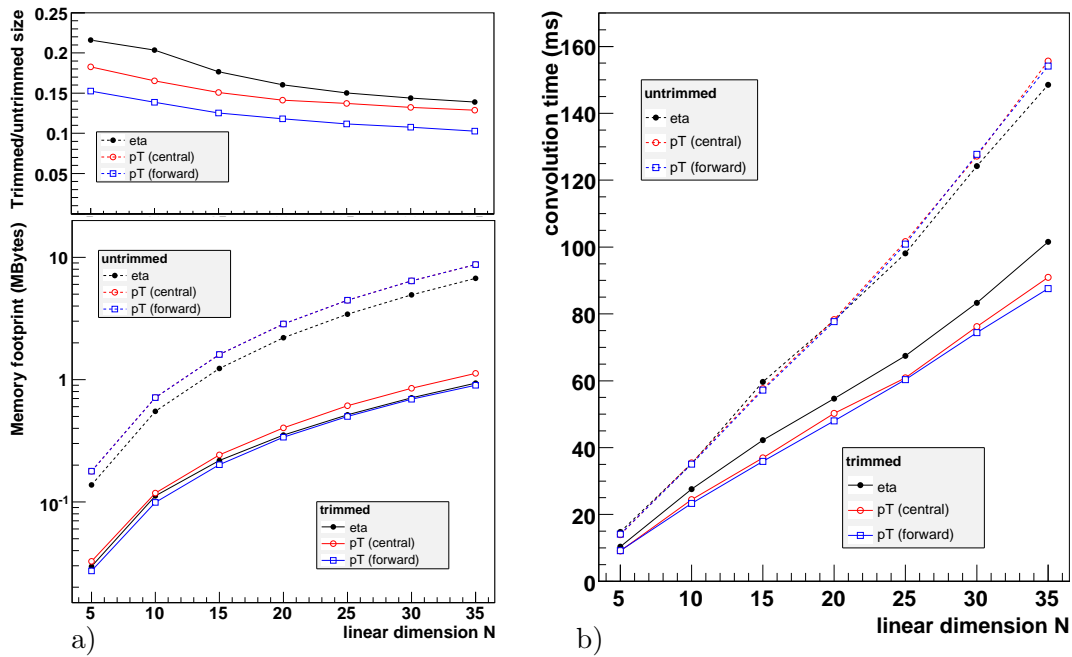 Trimmed/untrimmed size
0.25
0.2
0.15
0.1
0.05
eta
pT (central)
pT (forward)
Memory footprint (MBytes)
10
1
10-1
untrimmed
eta
pT (central)
pT (forward)
trimmed
eta
pT (central)
pT (forward)
5 10 15 20 25 30 35
linear dimension N
a)
convolution time (ms)
160
140
120
100
80
60
40
20
0
untrimmed
eta
pT (central)
pT (forward)
trimmed
eta
pT (central)
pT (forward)
5 10 15 20 25 30 35
linear dimension N
b)